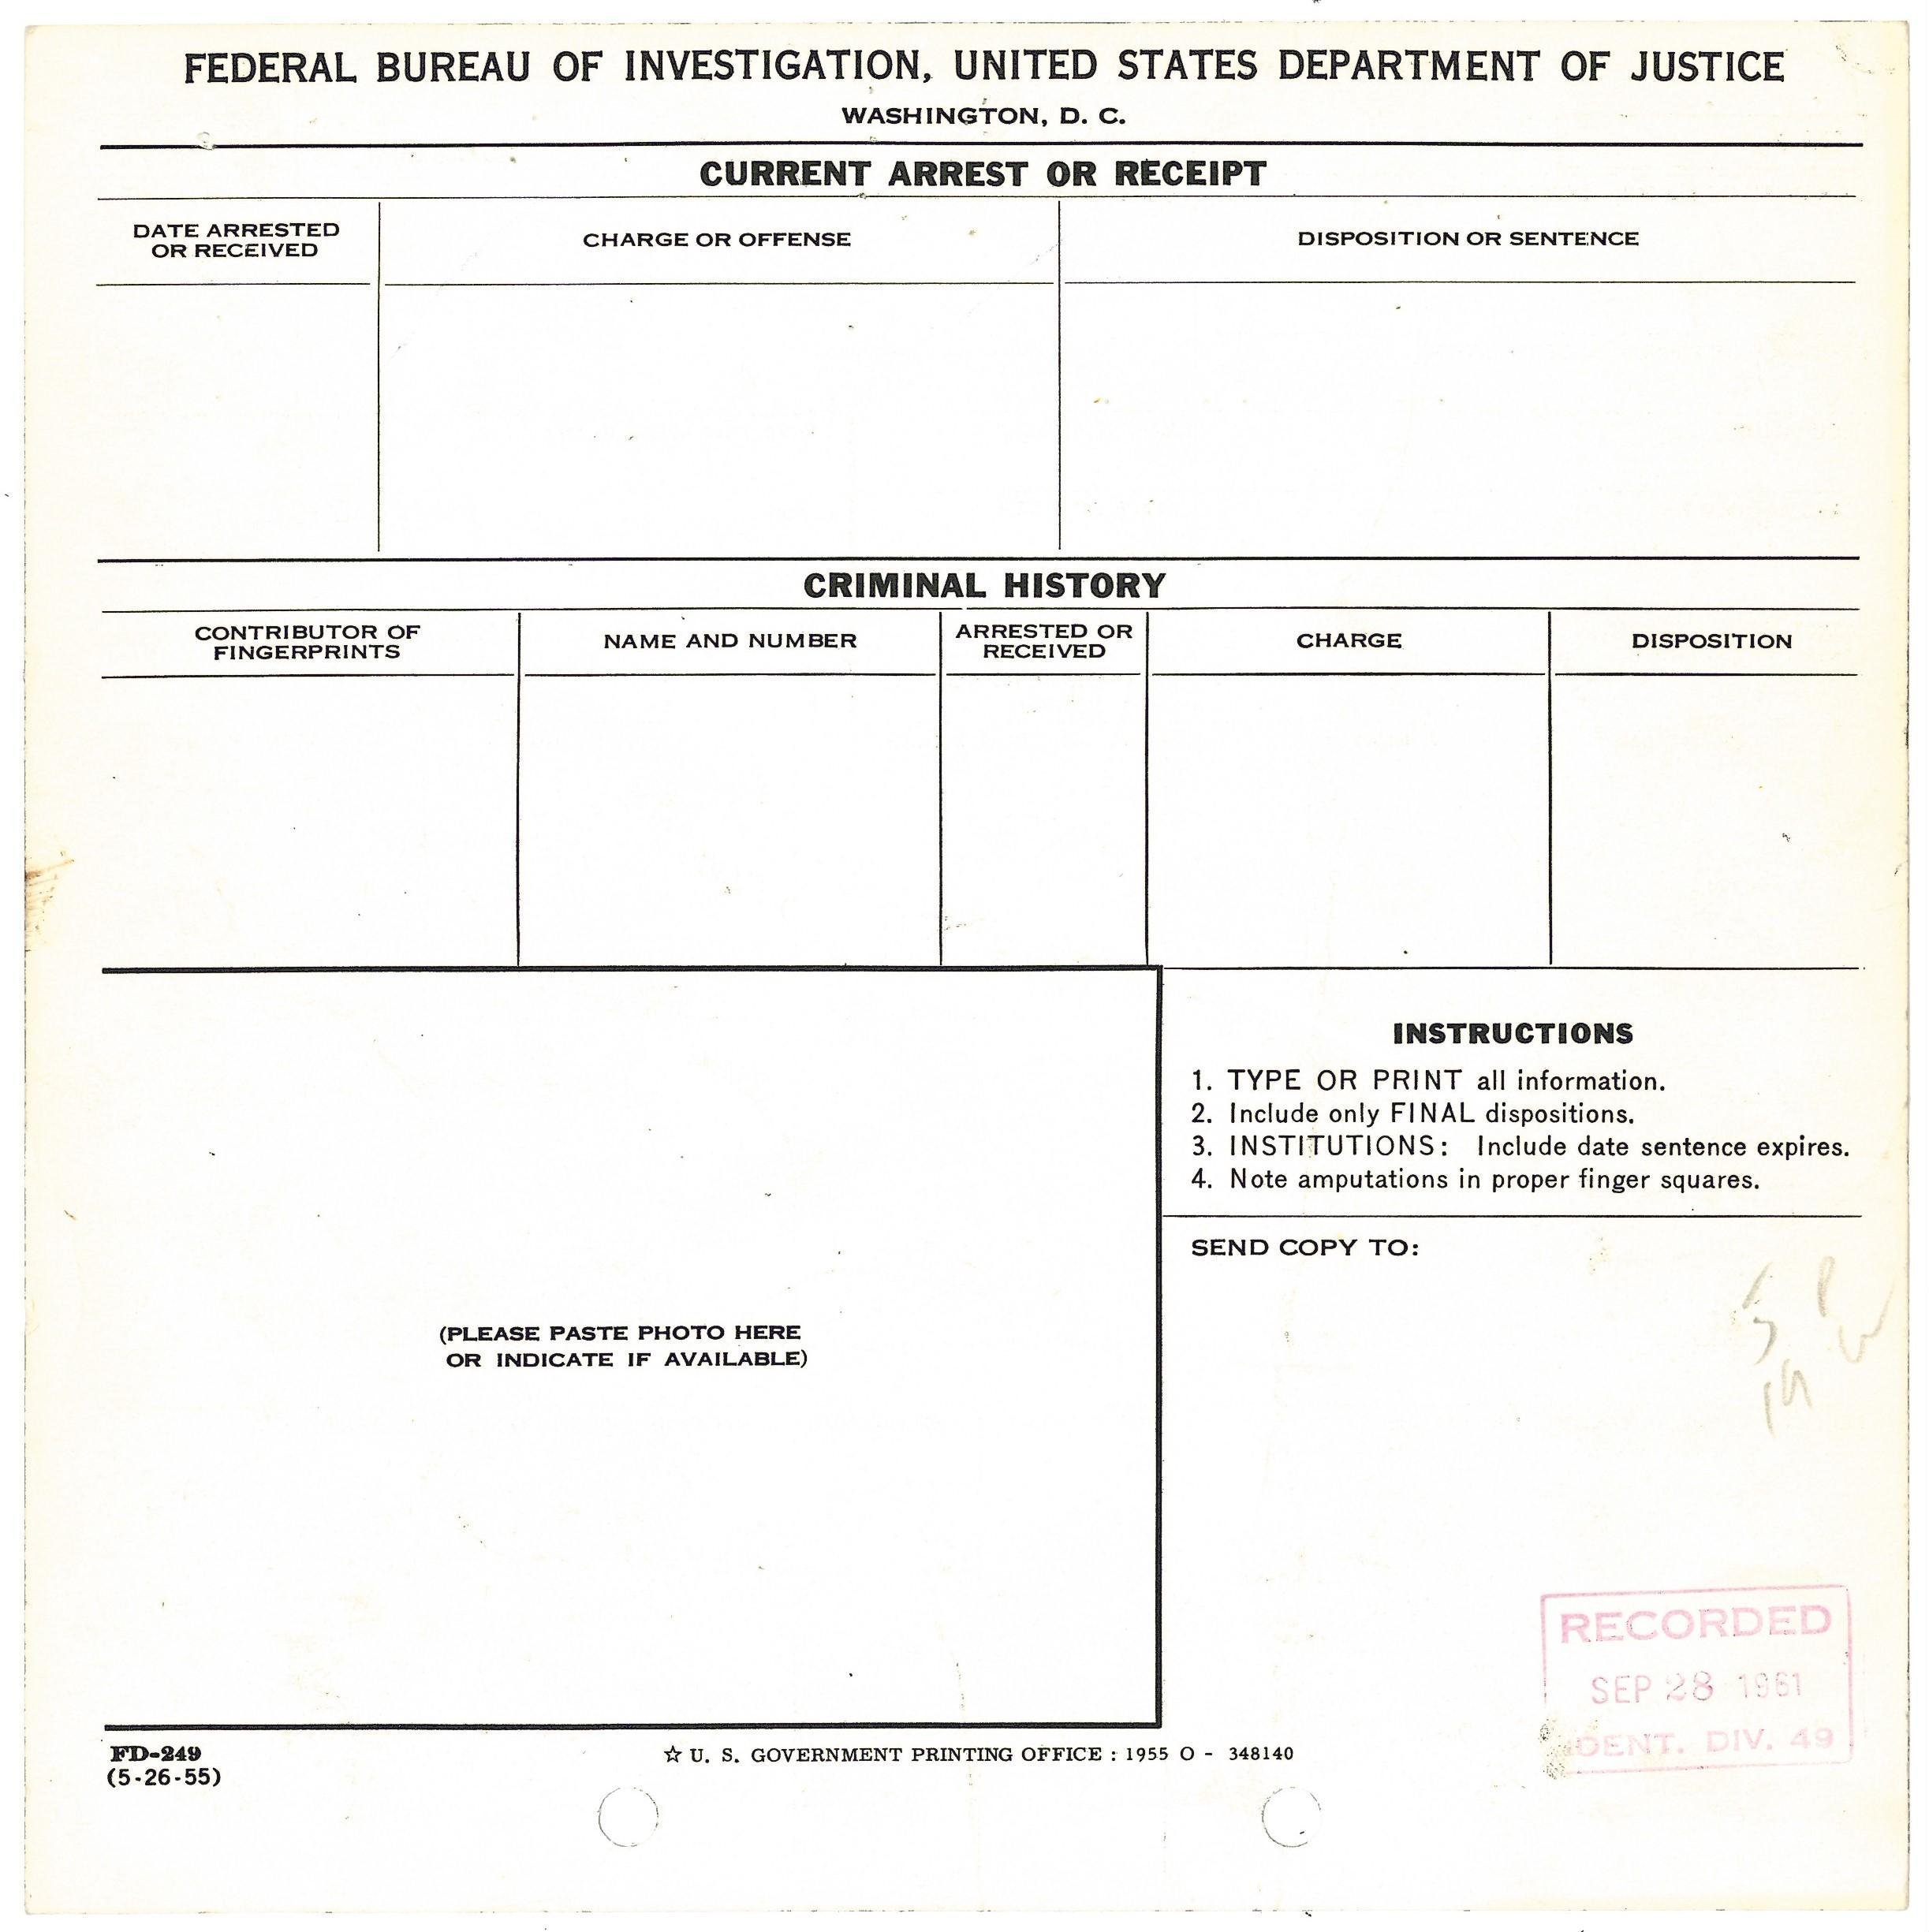 FEDERAL BUREAU OF INVESTIGATION, UNITED STATES DEPARTMENT OF JUSTICE
WASHINGTON, D. C.
CURRENT ARREST OR RECEIPT
DATE ARRESTED
OR RECEIVED
CHARGE OR OFFENSE
DISPOSITION OR SENTENCE
CRIMINAL HISTORY
CONTRIBUTOR OF
FINGERPRINTS
NAME AND NUMBER
ARRESTED OR
RECEIVED
CHARGE
DISPOSITION
(PLEASE PASTE PHOTO HERE
OR INDICATE IF AVAILABLE)
INSTRUCTIONS
1. TYPE OR PRINT all information.
2. Include only FINAL dispositions.
3. INSTITUTIONS: Include date sentence expires.
4. Note amputations in proper finger squares.
SEND COPY TO:
RECORDED
SEP 28 1961
IDENT. DIV. 49
FD-249
(5-26-55)
☆ U. S. GOVERNMENT PRINTING OFFICE : 1955 O - 348140